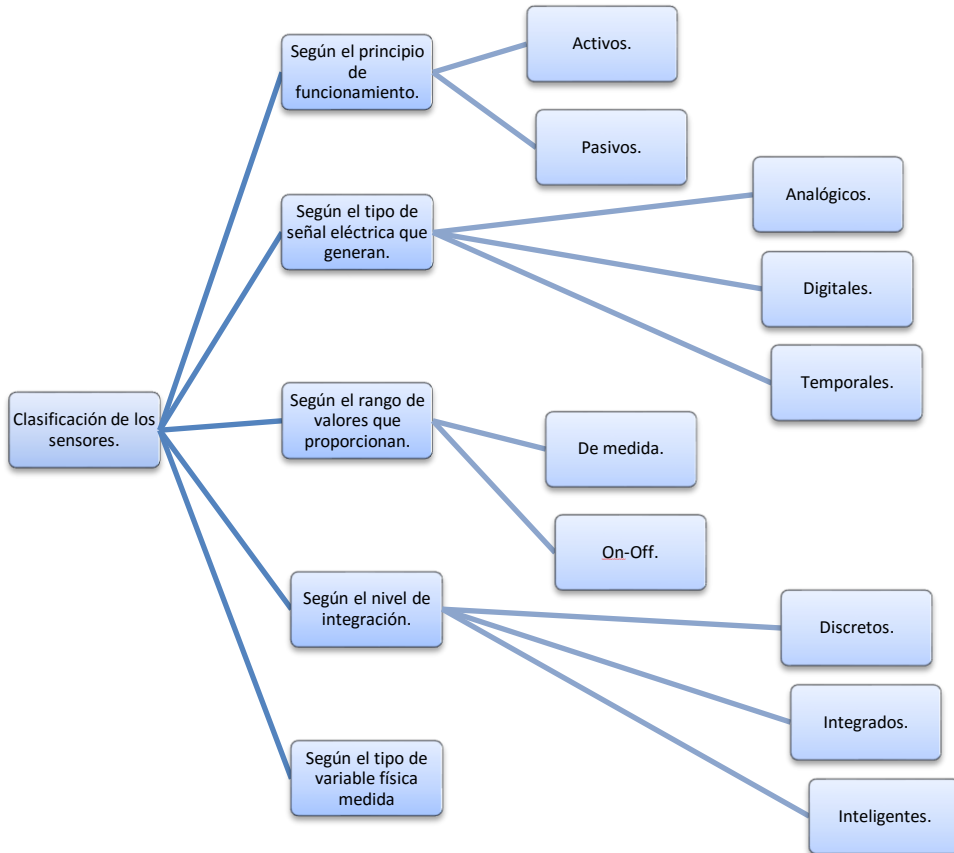 Clasificación de los
sensores.
Según el principio
de
funcionamiento.
Activos.
Pasivos.
Según el tipo de
señal eléctrica que
generan.
Analógicos.
Digitales.
Temporales.
Según el rango de
valores que
proporcionan.
De medida.
On-Off.
Según el nivel de
integración.
Discretos.
Integrados.
Inteligentes.
Según el tipo de
variable física
medida